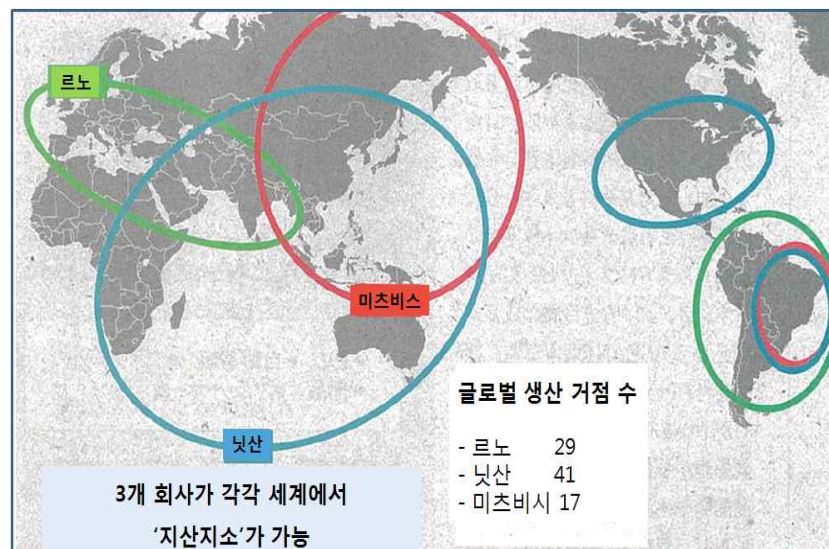 르노
미츠비스
닛산
글로벌 생산 거점 수
- 르노 29
- 닛산 41
- 미츠비시 17
3개 회사가 각각 세계에서
‘지산지소’가 가능